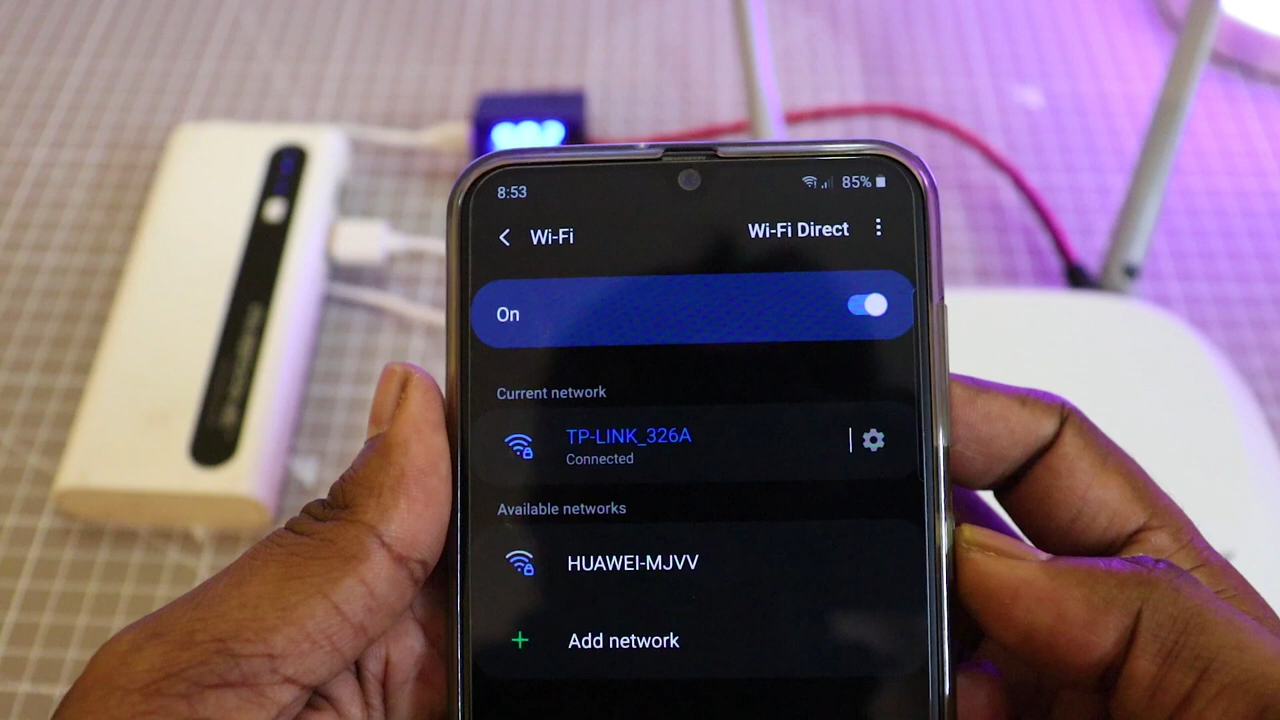 8:53
85%
Wi-Fi
Wi-Fi Direct
On
Current network
TP-LINK_326A
Connected
Available networks
HUAWEI-MJVV
Add network